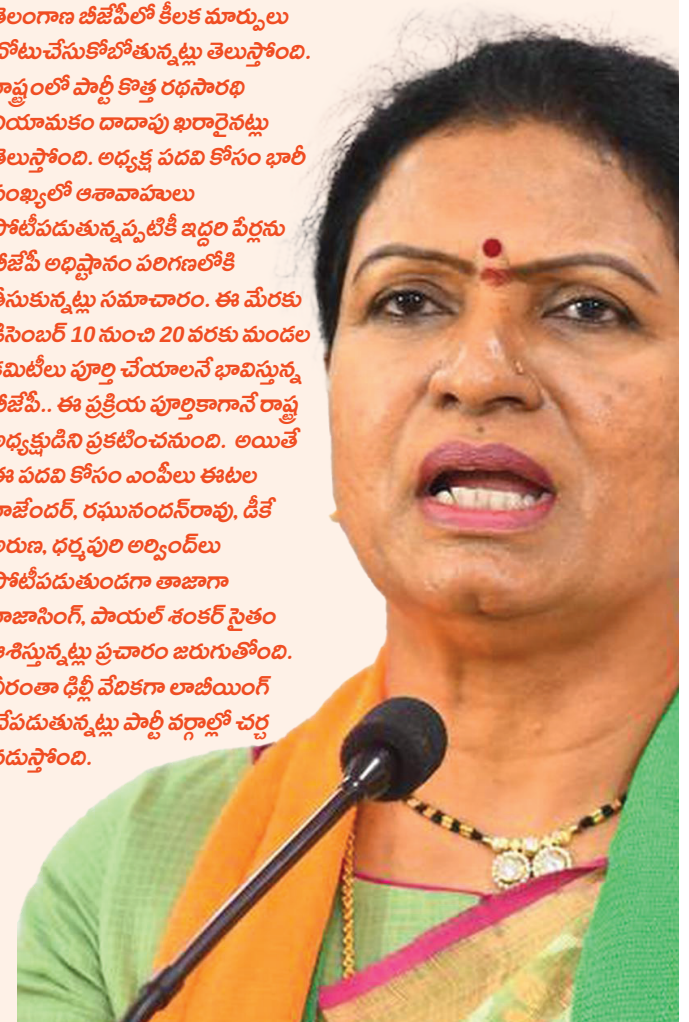 తెలంగాణ బీజేపీలో కీలక మార్పులు
చోటుచేసుకోబోతున్నట్లు తెలుస్తోంది.
రాష్ట్రంలో పార్టీ కొత్త రథసారథి
నియామకం దాదాపు ఖరారైనట్లు
తెలుస్తోంది. అధ్యక్ష పదవి కోసం భారీ
సంఖ్యలో ఆశావాహులు
పోటీపడుతున్నప్పటికీ ఇద్దరి పేర్లను
బీజేపీ అధిష్టానం పరిగణలోకి
తీసుకున్నట్లు సమాచారం. ఈ మేరకు
డిసెంబర్ 10 నుంచి 20 వరకు మండల
కమిటీలు పూర్తి చేయాలనే భావిస్తున్న
బీజేపీ.. ఈ ప్రక్రియ పూర్తికాగానే రాష్ట్ర
అధ్యక్షుడిని ప్రకటించనుంది. అయితే
ఈ పదవి కోసం ఎంపీలు ఈటల
రాజేందర్, రఘునందన్‌రావు, డీకే
అరుణ, ధర్మపురి అర్వింద్‌లు
పోటీపడుతుండగా తాజాగా
రాజాసింగ్, పాయల్ శంకర్ సైతం
ఆశిస్తున్నట్లు ప్రచారం జరుగుతోంది.
వీరంతా ఢిల్లీ వేదికగా లాబీయింగ్
చేపడుతున్నట్లు పార్టీ వర్గాల్లో చర్చ
నడుస్తోంది.